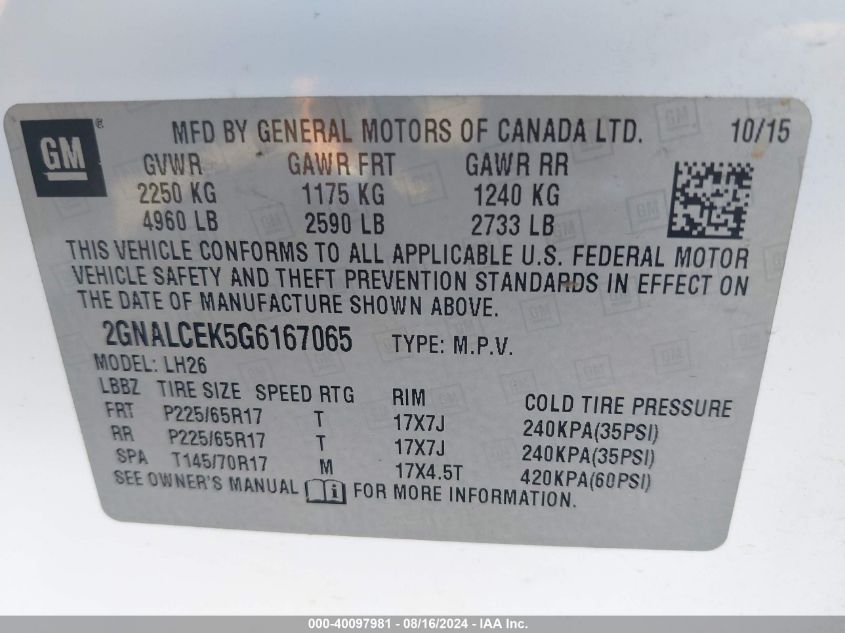 GM ® MFD BY GENERAL MOTORS OF CANADA LTD. 10/15
GVWR GAWR FRT GAWR RR
2250 KG 1175 KG 1240 KG
4960 LB 2590 LB 2733 LB
THIS VEHICLE CONFORMS TO ALL APPLICABLE U.S. FEDERAL MOTOR
VEHICLE SAFETY AND THEFT PREVENTION STANDARDS IN EFFECT ON
THE DATE OF MANUFACTURE SHOWN ABOVE.
2GNALCEK5G6167065 TYPE: M.P.V.
MODEL: LH26
LBBZ TIRE SIZE SPEED RTG RIM COLD TIRE PRESSURE
FRT P225/65R17 T 17X7J 240KPA(35PSI)
RR P225/65R17 T 17X7J 240KPA(35PSI)
SPA T145/70R17 M 17X4.5T 420KPA(60PSI)
SEE OWNER'S MANUAL FOR MORE INFORMATION.
000-40097981 - 08/16/2024 - IAA Inc.